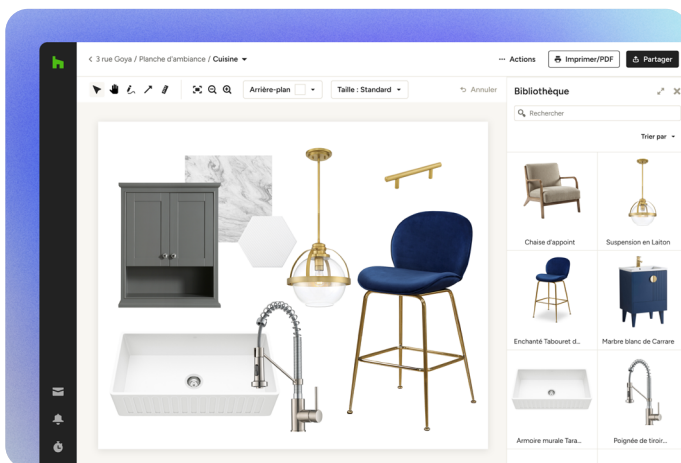 3 rue Goya / Planche d'ambiance / Cuisine
Actions
Imprimer/PDF
Partager
Arrière-plan
Taille : Standard
Annuler
Bibliothèque
Rechercher
Trier par
Chaise d'appoint
Suspension en Laiton
Enchanté Tabouret d...
Marbre blanc de Carrare
Armoire murale Tara...
Poignée de tiroir...